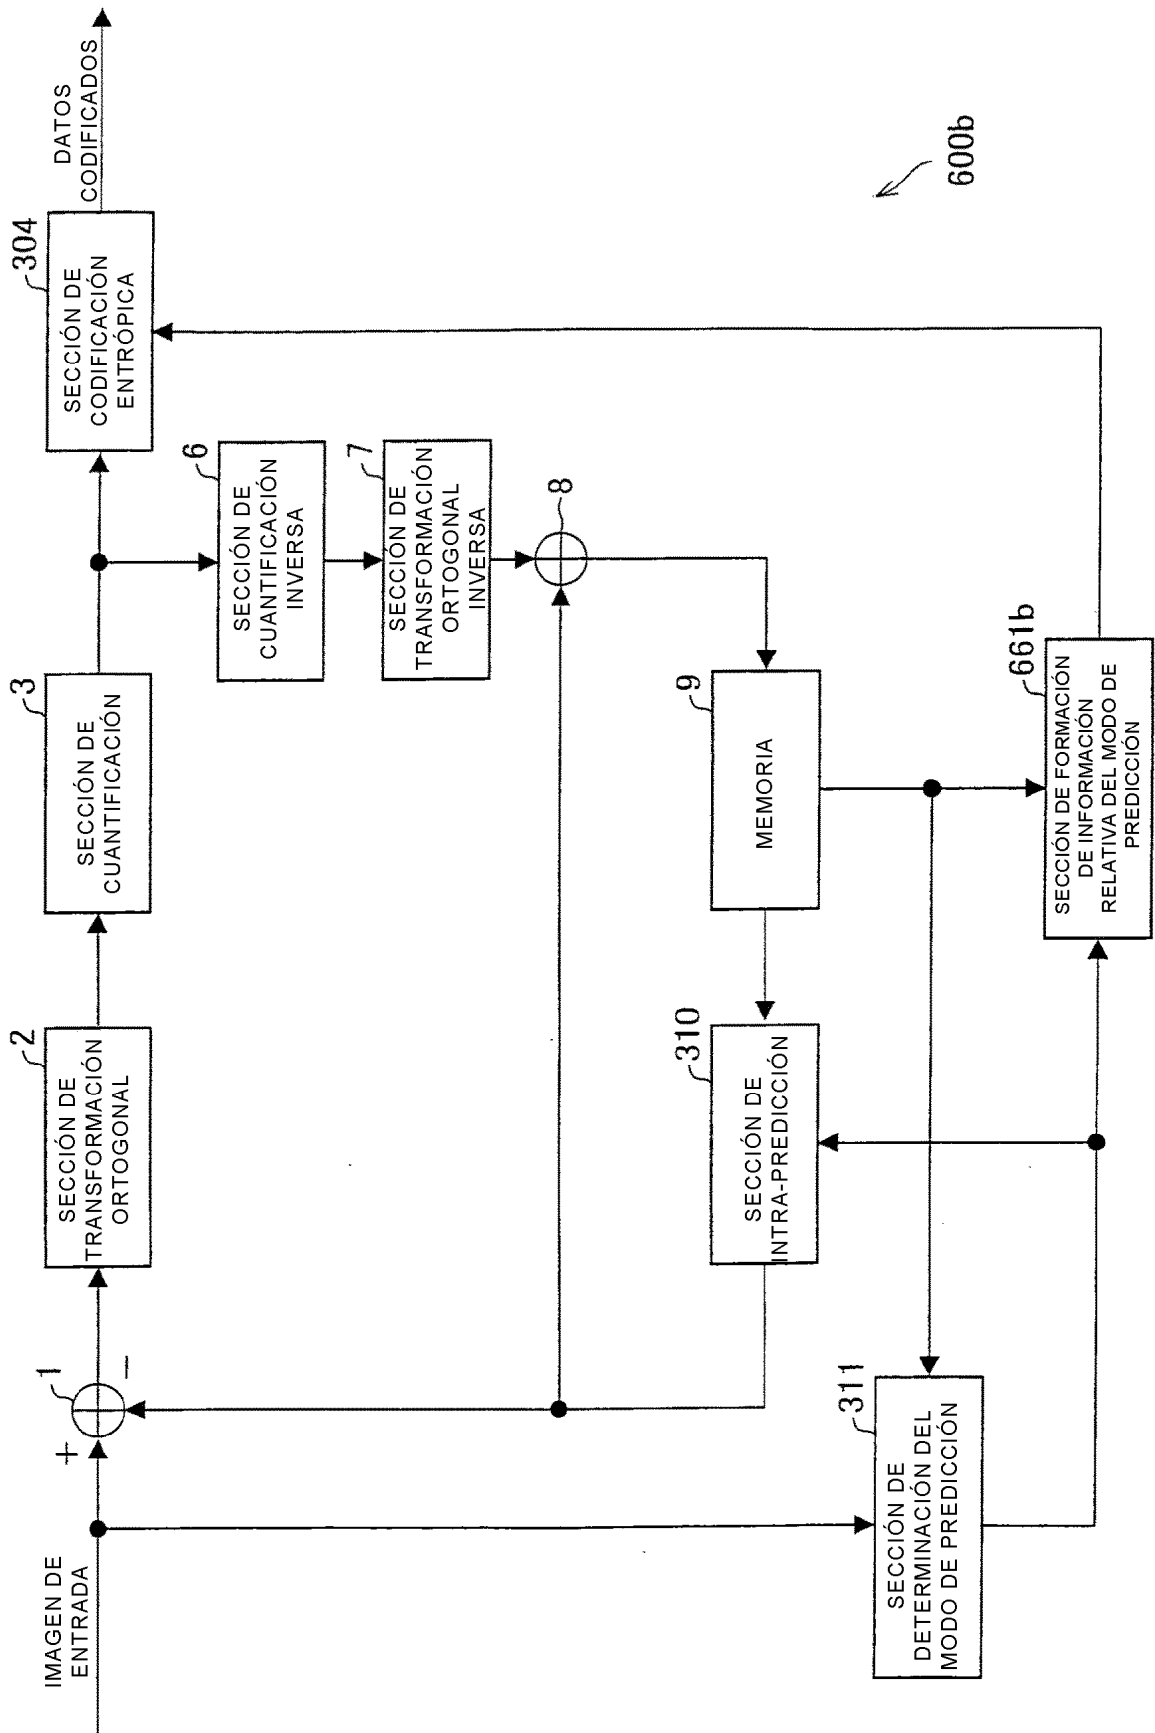 IMAGEN DE
ENTRADA
+
1
−
2
SECCIÓN DE
TRANSFORMACIÓN
ORTOGONAL
3
SECCIÓN DE
CUANTIFICACIÓN
304
SECCIÓN DE
CODIFICACIÓN
ENTRÓPICA
DATOS
CODIFICADOS
6
SECCIÓN DE
CUANTIFICACIÓN
INVERSA
7
SECCIÓN DE
TRANSFORMACIÓN
ORTOGONAL
INVERSA
8
9
MEMORIA
310
SECCIÓN DE
INTRA-PREDICCIÓN
311
SECCIÓN DE
DETERMINACIÓN DEL
MODO DE PREDICCIÓN
661b
SECCIÓN DE FORMACIÓN
DE INFORMACIÓN
RELATIVA DEL MODO DE
PREDICCIÓN
600b